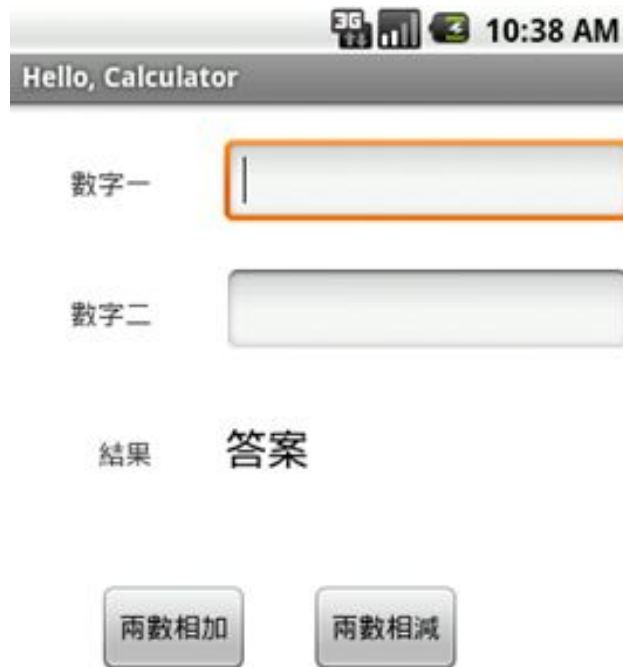 3G 10:38 AM
Hello, Calculator
數字一
數字二
結果 答案
兩數相加 兩數相減